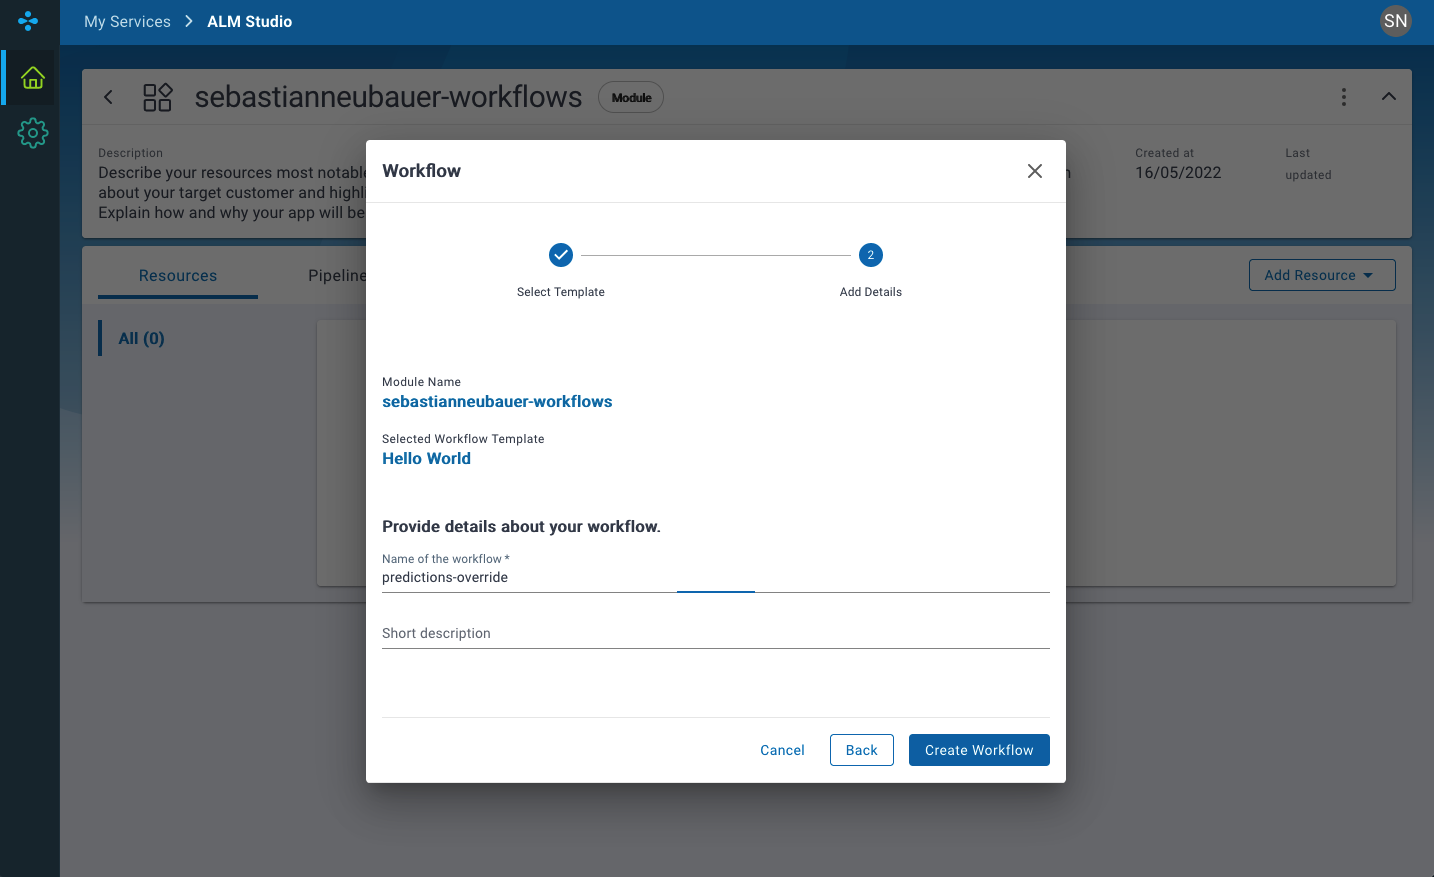 My Services > ALM Studio
SN
sebastianneubauer-workflows
Module
Description
Describe your resources most notable
about your target customer and highli
Explain how and why your app will be
Created at
16/05/2022
Last
updated
Resources
Pipeline
Add Resource
All (0)
Workflow
2
Select Template
Add Details
Module Name
sebastianneubauer-workflows
Selected Workflow Template
Hello World
Provide details about your workflow.
Name of the workflow *
predictions-override
Short description
Cancel
Back
Create Workflow